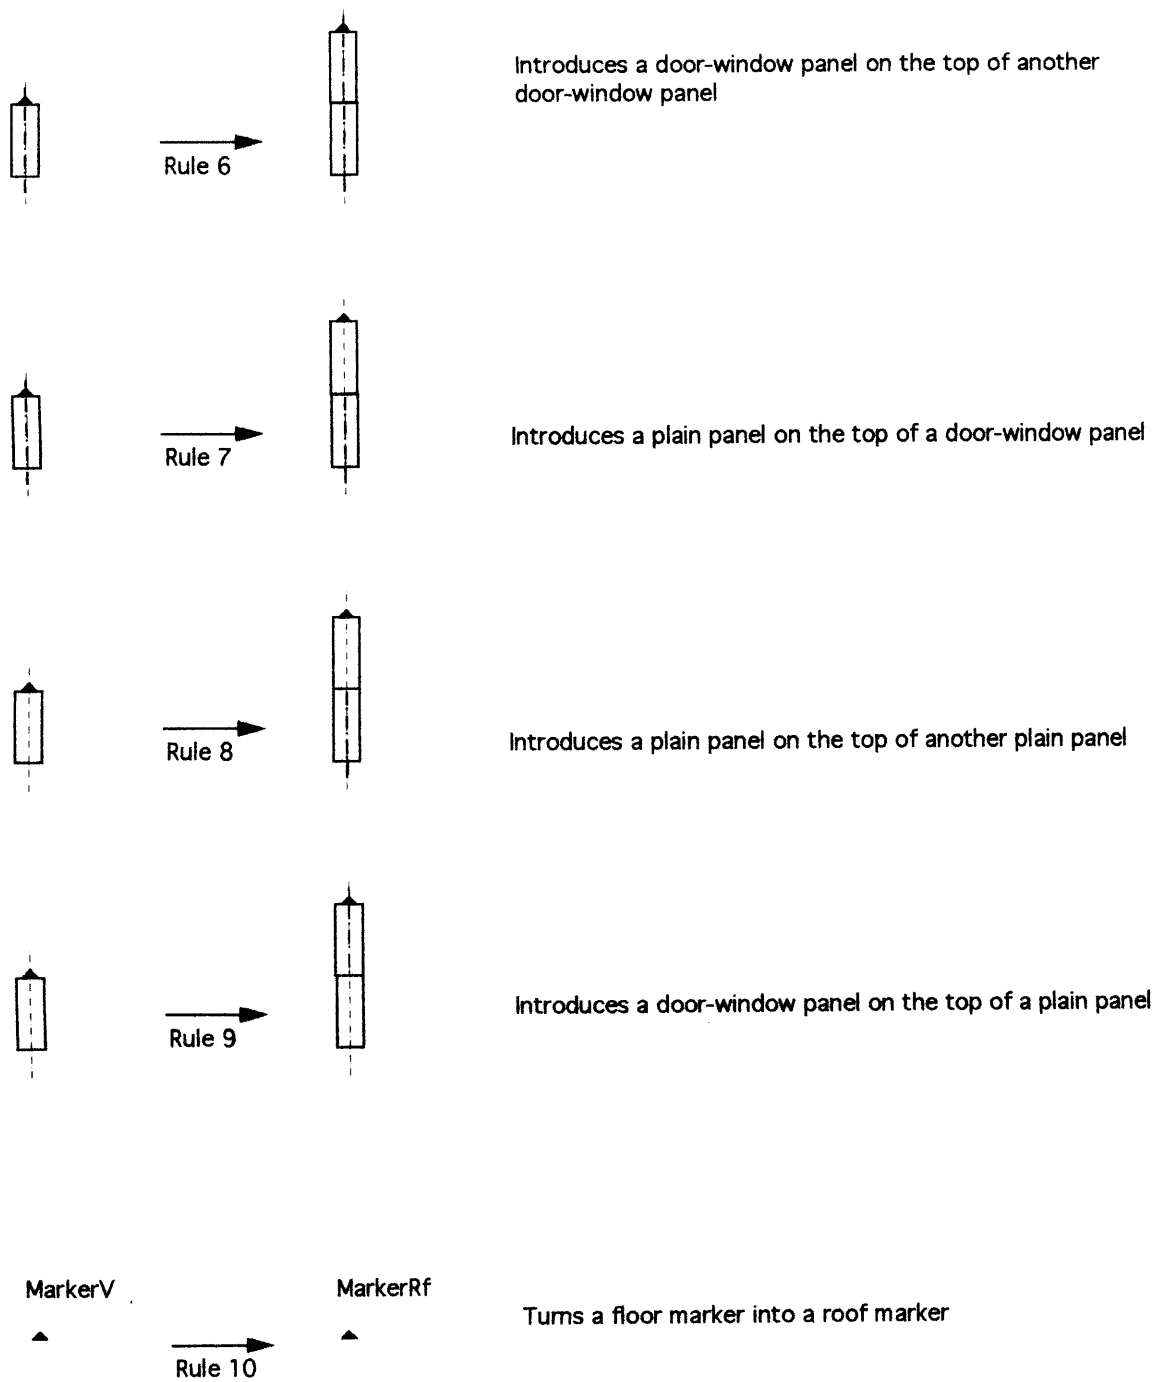 Introduces a door-window panel on the top of another
door-window panel
Rule 6
Introduces a plain panel on the top of a door-window panel
Rule 7
Introduces a plain panel on the top of another plain panel
Rule 8
Introduces a door-window panel on the top of a plain panel
Rule 9
MarkerV
MarkerRf
Turns a floor marker into a roof marker
Rule 10